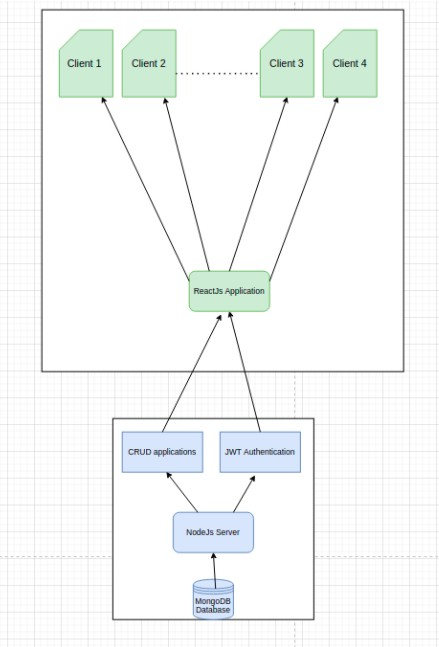 Client 1
Client 2
Client 3
Client 4
ReactJs Application
CRUD applications
JWT Authentication
NodeJs Server
MongoDB
Database